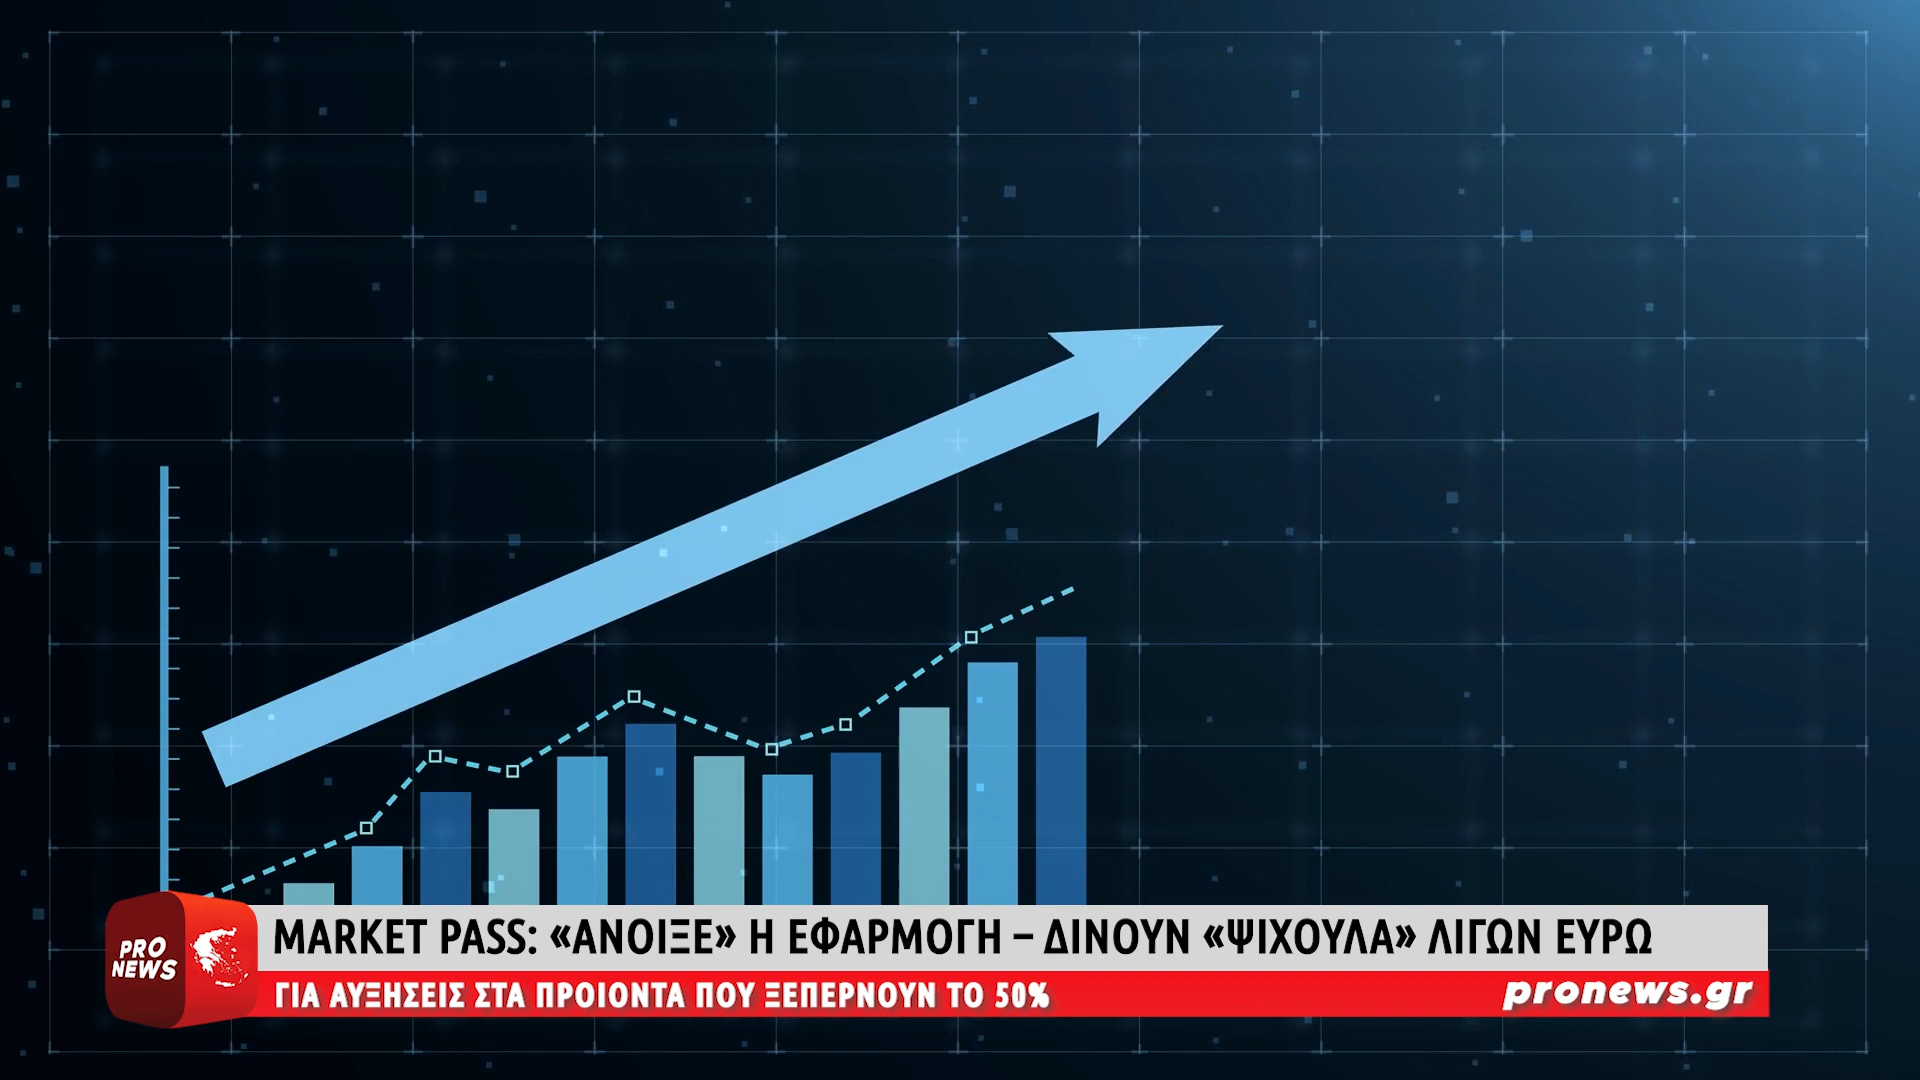 MARKET PASS: «ΑΝΟΙΞΕ» Η ΕΦΑΡΜΟΓΗ – ΔΙΝΟΥΝ «ΨΙΧΟΥΛΑ» ΛΙΓΩΝ ΕΥΡΩ
PRO
NEWS
ΓΙΑ ΑΥΞΗΣΕΙΣ ΣΤΑ ΠΡΟΙΟΝΤΑ ΠΟΥ ΞΕΠΕΡΝΟΥΝ ΤΟ 50%
pronews.gr